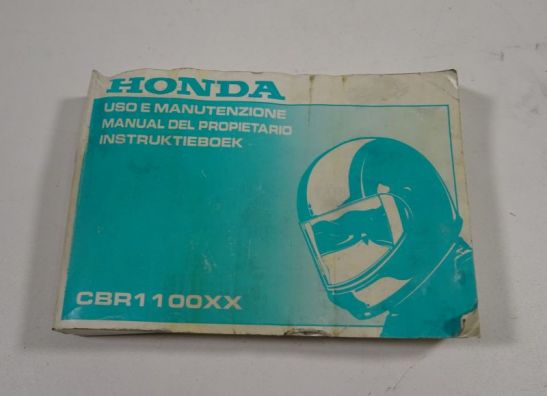 HONDA
USO E MANUTENZIONE
MANUAL DEL PROPIETARIO
INSTRUKTIEBOEK
CBR1100XX